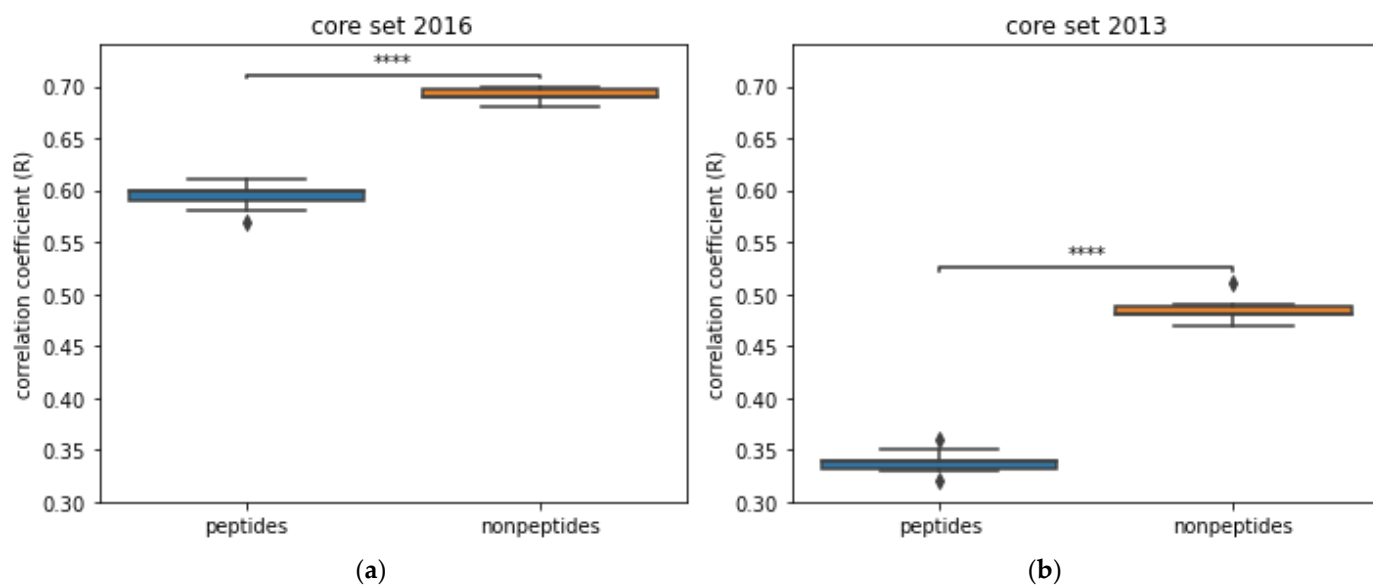 core set 2016
correlation coefficient (R)
0.70
0.65
0.60
0.55
0.50
0.45
0.40
0.35
0.30
****
peptides
nonpeptides
(a)
core set 2013
correlation coefficient (R)
0.70
0.65
0.60
0.55
0.50
0.45
0.40
0.35
0.30
****
peptides
nonpeptides
(b)